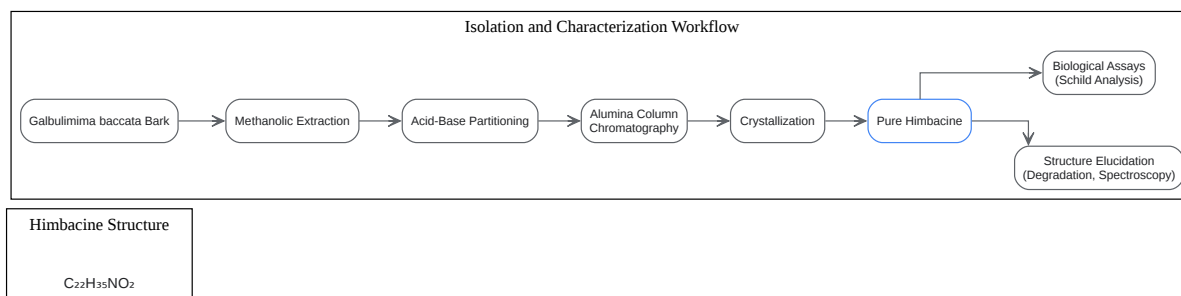 Isolation and Characterization Workflow
Galbulimima baccata Bark
Methanolic Extraction
Acid-Base Partitioning
Alumina Column
Chromatography
Crystallization
Pure Himbacine
Biological Assays
(Schild Analysis)
Structure Elucidation
(Degradation, Spectroscopy)
Himbacine Structure
C₂₂H₃₅NO₂